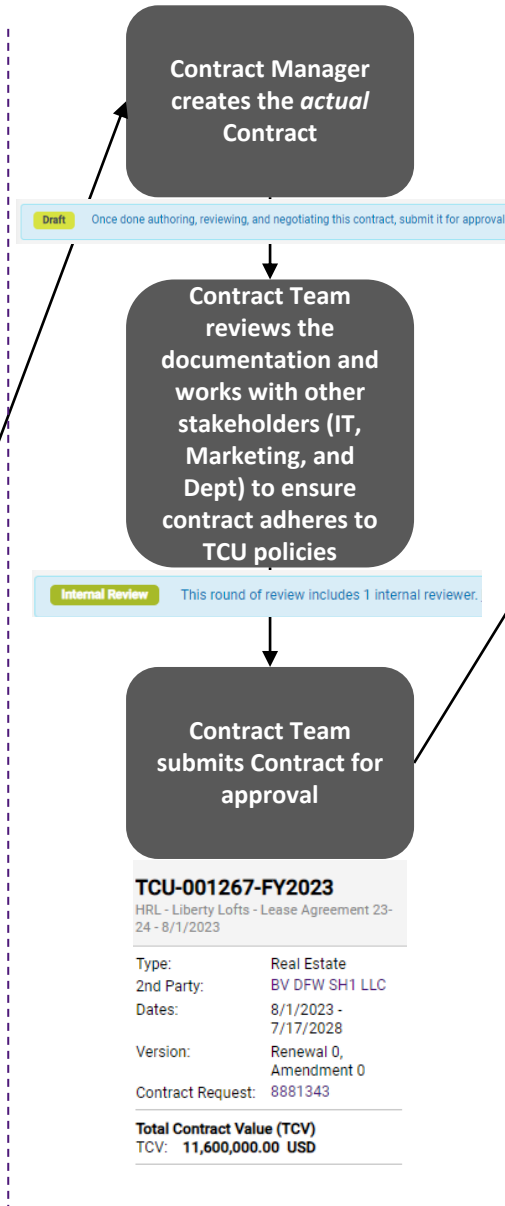 Contract Manager
creates the actual
Contract
Draft Once done authoring, reviewing, and negotiating this contract, submit it for approval
Contract Team
reviews the
documentation and
works with other
stakeholders (IT,
Marketing, and
Dept) to ensure
contract adheres to
TCU policies
Internal Review This round of review includes 1 internal reviewer.
Contract Team
submits Contract for
approval
TCU-001267-FY2023
HRL - Liberty Lofts - Lease Agreement 23-
24 - 8/1/2023
Type: Real Estate
2nd Party: BV DFW SH1 LLC
Dates: 8/1/2023 -
7/17/2028
Version: Renewal 0,
Amendment 0
Contract Request: 8881343
Total Contract Value (TCV)
TCV: 11,600,000.00 USD